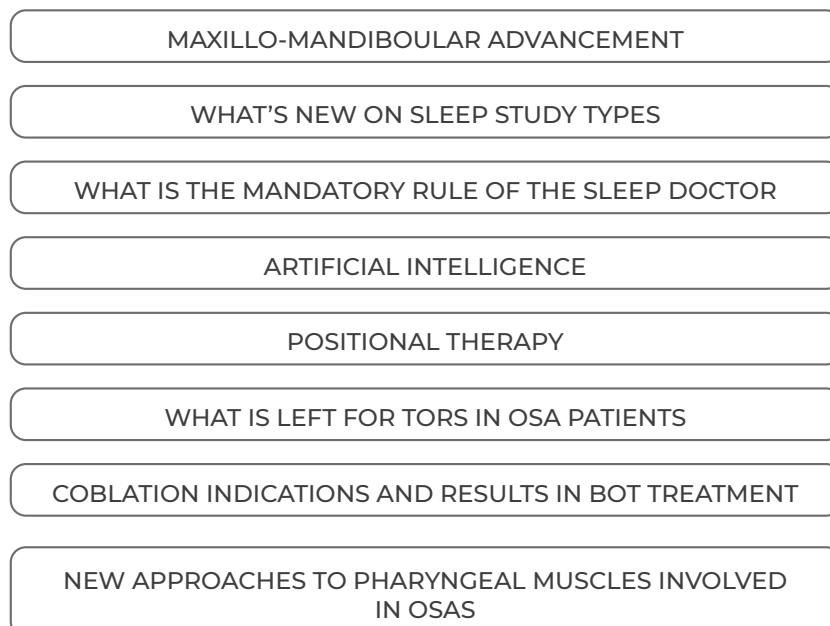 MAXILLO-MANDIBOULAR ADVANCEMENT
WHAT'S NEW ON SLEEP STUDY TYPES
WHAT IS THE MANDATORY RULE OF THE SLEEP DOCTOR
ARTIFICIAL INTELLIGENCE
POSITIONAL THERAPY
WHAT IS LEFT FOR TORS IN OSA PATIENTS
COBLATION INDICATIONS AND RESULTS IN BOT TREATMENT
NEW APPROACHES TO PHARYNGEAL MUSCLES INVOLVED
IN OSAS